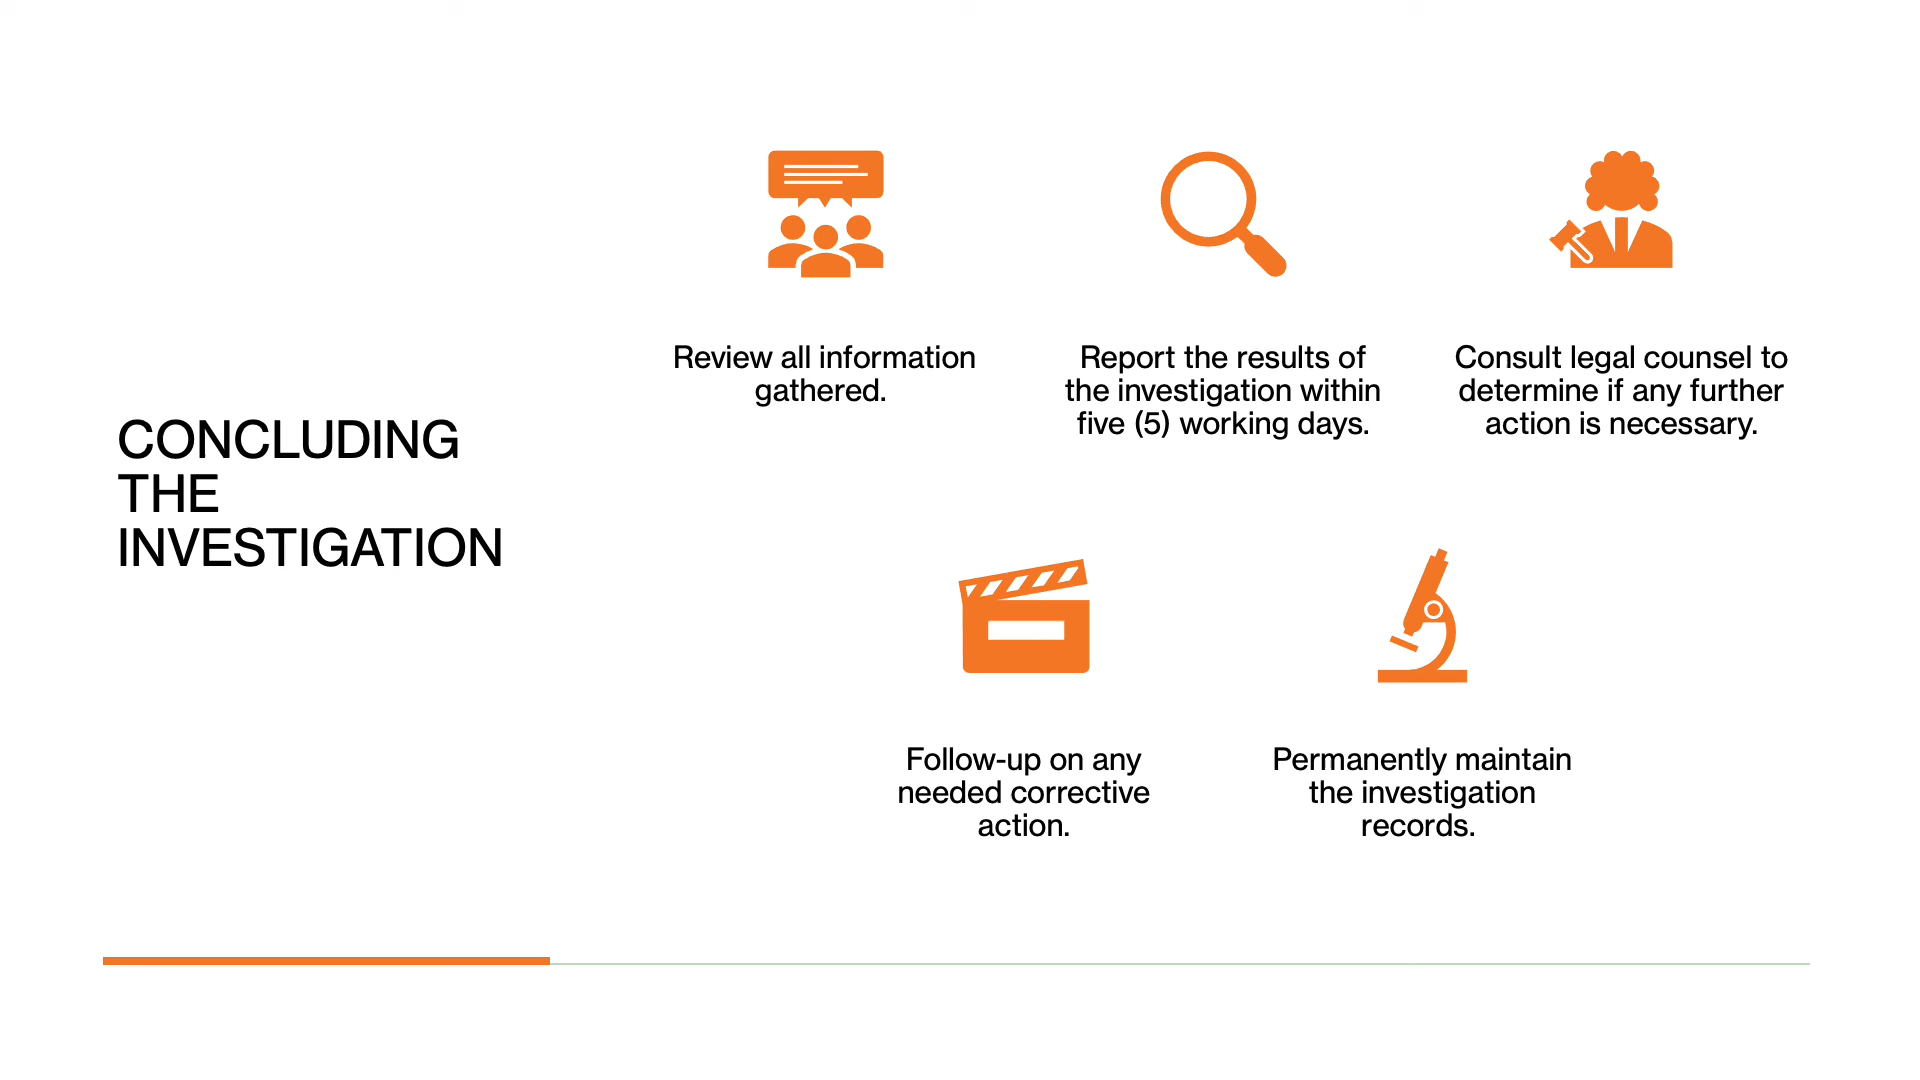 CONCLUDING
THE
INVESTIGATION
Review all information
gathered.
Report the results of
the investigation within
five (5) working days.
Consult legal counsel to
determine if any further
action is necessary.
Follow-up on any
needed corrective
action.
Permanently maintain
the investigation
records.